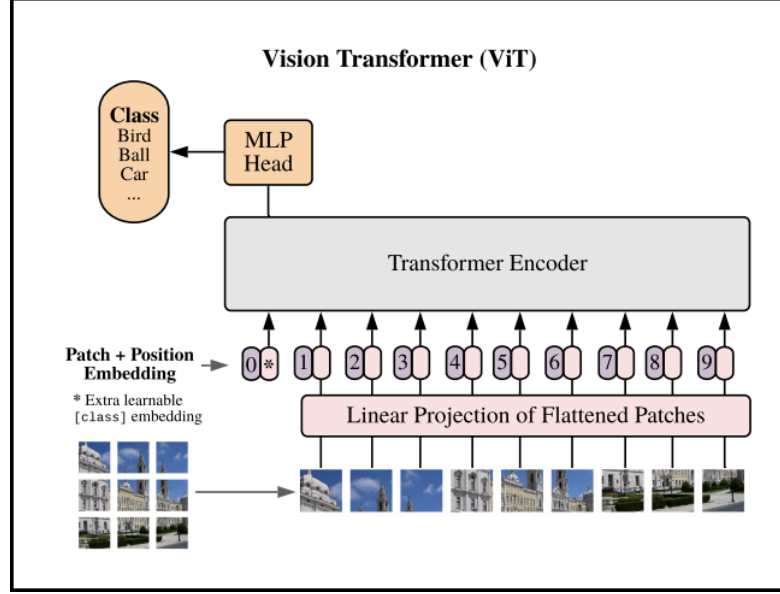 Vision Transformer (ViT)
Class
Bird
Ball
Car
...
MLP
Head
Transformer Encoder
Patch + Position
Embedding
* Extra learnable
[class] embedding
0 * 1 2 3 4 5 6 7 8 9
Linear Projection of Flattened Patches